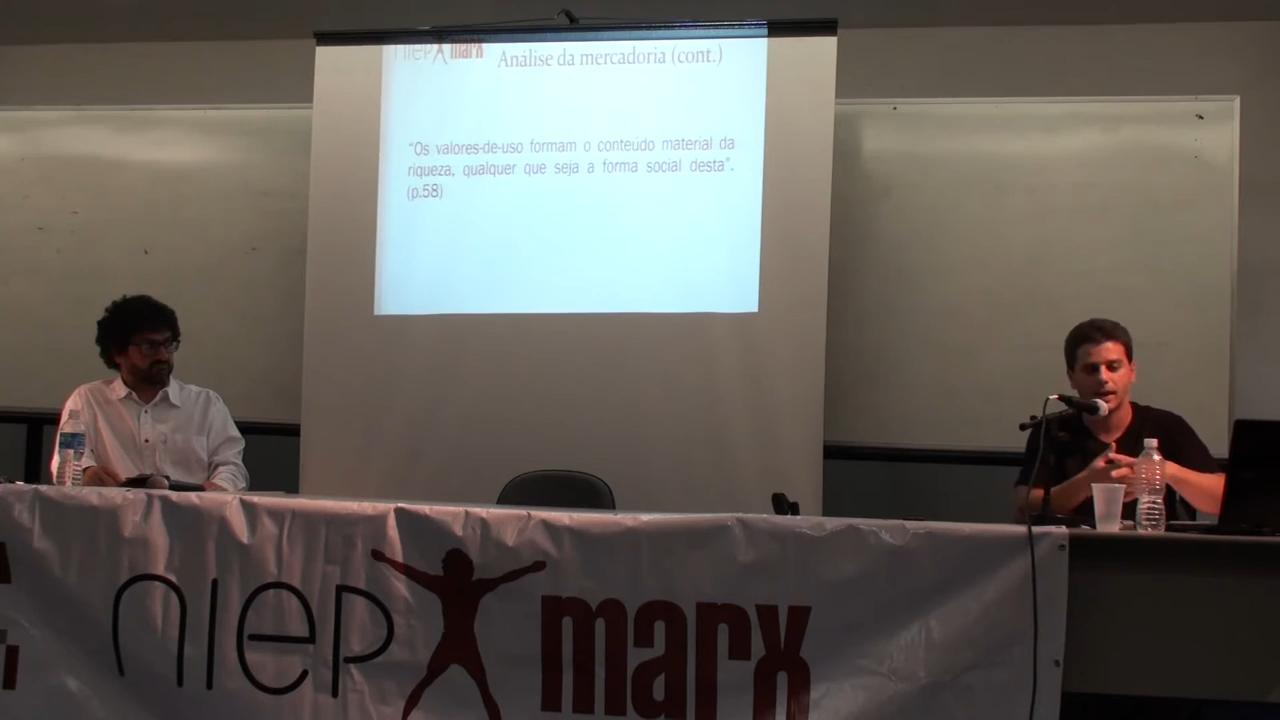 niep marx
Análise da mercadoria (cont.)
“Os valores-de-uso formam o conteúdo material da
riqueza, qualquer que seja a forma social desta”.
(p.58)
niep marx